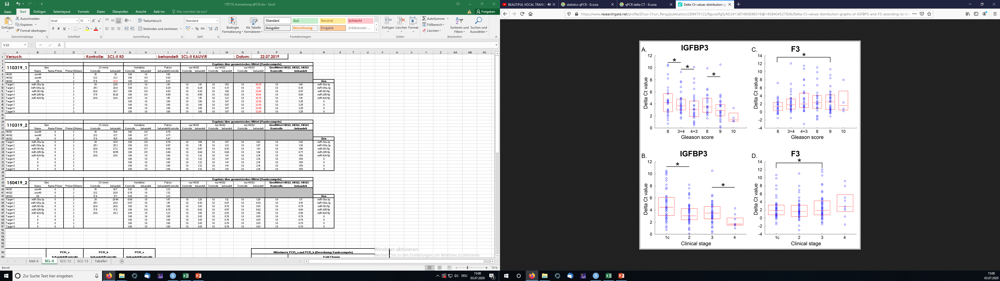 170719_Auswertung qPCR.xlsx - Excel
Datei Start Einfügen Seitenlayout Formeln Daten Überprüfen Ansicht Add-Ins Was möchten Sie tun? Freigeben
Einfügen
Ausschneiden
Kopieren
Format übertragen
Zwischenablage
Arial 10
F K U
Schriftart
Textumbruch
Verbinden und zentrieren
Ausrichtung
Standard
Zahl
Bedingte Formatierung
Als Tabelle formatieren
Standard Gut Neutral Schlecht
Ausgabe Berechnung Eingabe Erklärender ...
Formatvorlagen
Einfügen Löschen Format
Zellen
AutoSumme
Füllbereich
Löschen
Sortieren und Filtern
Suchen und Auswählen
Bearbeiten
V10
Versuch: ; Kontrolle: SCL-II K0 ; behandelt: SCL-II KAUVIR ; Datum: 22.07.2019
Ergebnis über geometrisches Mittel (Vandesompele)
110319_1 Gen Ct-Verte Verhältnis Faktor nur HKG1 nur HKG2 nur HKG3 GeoMittel HKG1, HKG2, HKG3
Name Name Primer Primer Effizienz Kontrolle behandelt Kontrolle behandelt behandelt/Kontrolle Kontrolle behandelt Kontrolle behandelt Kontrolle behandelt Kontrolle behandelt
HKG1 sno44 2 19 19 1.00 1.0 1.00
HKG2 sno48 2 21.2 21.3 1.00 0.9 0.93
HKG3 U6 2 17.4 22.4 1.00 0.0 0.03 Gen
Target 1 miR-30a-3p 2 30 29.5 0.71 1.0 1.41 1.0 1.41 1.0 1.52 1.0 45.25 1.0 1.46 miR-30a-3p
Target 2 miR-130a-3p 2 25.1 26.9 1.00 0.3 0.29 1.0 0.29 1.0 0.31 1.0 9.19 1.0 0.30 miR-130a-3p
Target 3 miR-183-5p 2 26.6 26.7 1.00 0.9 0.93 1.0 0.93 1.0 1.00 1.0 29.86 1.0 0.97 miR-183-5p
Target 4 miR-205-5p 2 17.5 18.28 1.00 0.6 0.58 1.0 0.58 1.0 0.62 1.0 18.64 1.0 0.60 miR-205-5p
Target 5 miR-424-5p 2 24.6 24.4 0.87 1.0 1.15 1.0 1.15 1.0 1.23 1.0 36.76 1.0 1.19 miR-424-5p
Target 6 2 1.00 1.0 1.00 1.0 1.00 1.0 1.07 1.0 32.00 1.0 3.25 0
Target 7 2 1.00 1.0 1.00 1.0 1.00 1.0 1.07 1.0 32.00 1.0 3.25 0
Target 8 2 1.00 1.0 1.00 1.0 1.00 1.0 1.07 1.0 32.00 1.0 3.25 0
Target 9 2 1.00 1.0 1.00 1.0 1.00 1.0 1.07 1.0 32.00 1.0 3.25 0
Ergebnis über geometrisches Mittel (Vandesompele)
110319_2 Gen Ct-Verte Verhältnis Faktor nur HKG1 nur HKG2 nur HKG3 GeoMittel HKG1, HKG2, HKG3
Name Name Primer Primer Effizienz Kontrolle behandelt Kontrolle behandelt behandelt/Kontrolle Kontrolle behandelt Kontrolle behandelt Kontrolle behandelt Kontrolle behandelt
HKG1 sno44 0 2 19 19.4 1.00 0.8 0.76
HKG2 sno48 0 2 21.2 21.7 1.00 0.7 0.71
HKG3 U6 0 2 17.4 18.5 1.00 0.5 0.47 Gen
Target 1 miR-30a-3p 0 2 30 30.4 1.00 0.8 0.76 1.0 1.00 1.0 1.07 1.0 1.62 1.0 1.20 miR-30a-3p
Target 2 miR-130a-3p 0 2 25.1 25.3 1.00 0.9 0.87 1.0 1.15 1.0 1.23 1.0 1.87 1.0 1.38 miR-130a-3p
Target 3 miR-183-5p 0 2 26.6 27.2 1.00 0.7 0.66 1.0 0.87 1.0 0.93 1.0 1.41 1.0 1.05 miR-183-5p
Target 4 miR-205-5p 0 2 17.5 18.55 1.00 0.5 0.48 1.0 0.64 1.0 0.68 1.0 1.04 1.0 0.77 miR-205-5p
Target 5 miR-424-5p 0 2 24.6 24.6 1.00 1.0 1.00 1.0 1.32 1.0 1.41 1.0 2.14 1.0 1.59 miR-424-5p
Target 6 0 0 2 1.00 1.0 1.00 1.0 1.32 1.0 1.41 1.0 2.14 1.0 1.59 0
Target 7 0 0 2 1.00 1.0 1.00 1.0 1.32 1.0 1.41 1.0 2.14 1.0 1.59 0
Target 8 0 0 2 1.00 1.0 1.00 1.0 1.32 1.0 1.41 1.0 2.14 1.0 1.59 0
Target 9 0 0 2 1.00 1.0 1.00 1.0 1.32 1.0 1.41 1.0 2.14 1.0 1.59 0
Ergebnis über geometrisches Mittel (Vandesompele)
150419_2 Gen Ct-Verte Verhältnis Faktor nur HKG1 nur HKG2 nur HKG3 GeoMittel HKG1, HKG2, HKG3
Name Name Primer Primer Effizienz Kontrolle behandelt Kontrolle behandelt behandelt/Kontrolle Kontrolle behandelt Kontrolle behandelt Kontrolle behandelt Kontrolle behandelt
HKG1 sno44 0 2 19 18.7 0.81 1.0 1.23
HKG2 sno48 0 2 21.2 20.8 0.76 1.0 1.32
HKG3 U6 0 2 17.4 17.1 0.81 1.0 1.23 Gen
Target 1 miR-30a-3p 0 2 30 29.44 0.68 1.0 1.47 1.0 1.20 1.0 1.12 1.0 1.20 1.0 1.17 miR-30a-3p
Target 2 miR-130a-3p 0 2 25.1 24.9 0.87 1.0 1.15 1.0 0.93 1.0 0.87 1.0 0.93 1.0 0.91 miR-130a-3p
Target 3 miR-183-5p 0 2 26.6 26.6 1.00 1.0 1.00 1.0 0.81 1.0 0.76 1.0 0.81 1.0 0.79 miR-183-5p
Target 4 miR-205-5p 0 2 17.5 17.9 1.00 0.8 0.76 1.0 0.62 1.0 0.57 1.0 0.62 1.0 0.60 miR-205-5p
Target 5 miR-424-5p 0 2 24.6 24.3 0.81 1.0 1.23 1.0 1.00 1.0 0.93 1.0 1.00 1.0 0.98 miR-424-5p
Target 6 0 0 2 1.00 1.0 1.00 1.0 0.81 1.0 0.76 1.0 0.81 1.0 0.79 0
Target 7 0 0 2 1.00 1.0 1.00 1.0 0.81 1.0 0.76 1.0 0.81 1.0 0.79 0
Target 8 0 0 2 1.00 1.0 1.00 1.0 0.81 1.0 0.76 1.0 0.81 1.0 0.79 0
Target 9 0 0 2 1.00 1.0 1.00 1.0 0.81 1.0 0.76 1.0 0.81 1.0 0.79 0
PCR_a PCR_b PCR_c Mittelwerte PCR_a und PCR_b (Berechnung Vandesompele)
behandelt/Kontrolle behandelt/Kontrolle behandelt/Kontrolle Fold Change
Windows aktivieren
Wechseln Sie zu den Einstellungen, um Windows zu aktivieren.
Met-4 SCL-II SCC-12 SCC-13 Tabelle1
Bereit 70 %
Zur Suche Text hier eingeben
DEU 15:00
03.07.2020
BEAUTIFUL VOCAL TRANCE
statistics qPCR - Ecosia
qPCR delta CT - Ecosia
Delta-Ct-values-distribution-g
https://www.researchgate.net/profile/Zhuo-Chun_Peng/publication/289470122/figure/fig5/AS:341387485696016@1458404527836/Delta-Ct-values-distribution-graphs-of-IGFBP3-and-F3-according-to-Gl
A. IGFBP3
Delta Ct value
12 10 8 6 4 2 0
* * *
6 3+4 4+3 8 9 10
Gleason score
C. F3
Delta Ct value
14 12 10 8 6 4 2 0 -2 -4
*
6 3+4 4+3 8 9 10
Gleason score
B. IGFBP3
Delta Ct value
12 10 8 6 4 2 0
* *
1c 2 3 4
Clinical stage
D. F3
Delta Ct value
14 12 10 8 6 4 2 0 -2 -4
*
1c 2 3 4
Clinical stage
15:00
03.07.2020